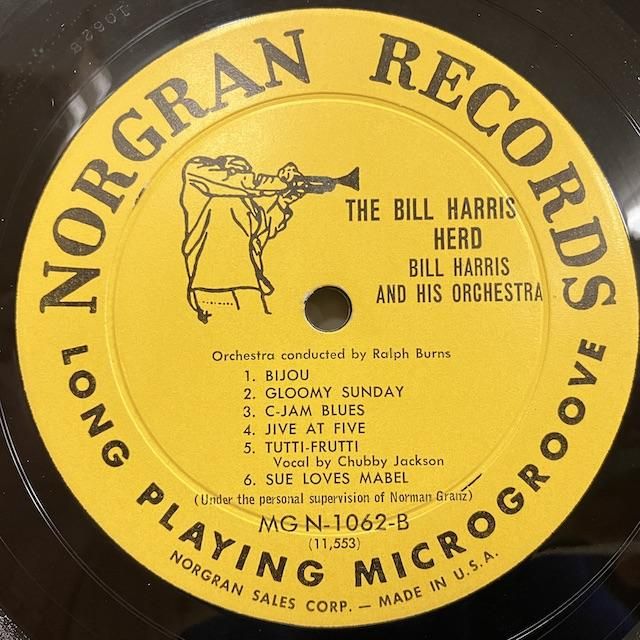 1062B
NORGRAN RECORDS
THE BILL HARRIS
HERD
BILL HARRIS
AND HIS ORCHESTRA
Orchestra conducted by Ralph Burns
1. BIJOU
2. GLOOMY SUNDAY
3. C-JAM BLUES
4. JIVE AT FIVE
5. TUTTI-FRUTTI
Vocal by Chubby Jackson
6. SUE LOVES MABEL
(Under the personal supervision of Norman Granz)
MG N-1062-B
(11,553)
LONG PLAYING MICROGROOVE
NORGRAN SALES CORP. — MADE IN U.S.A.